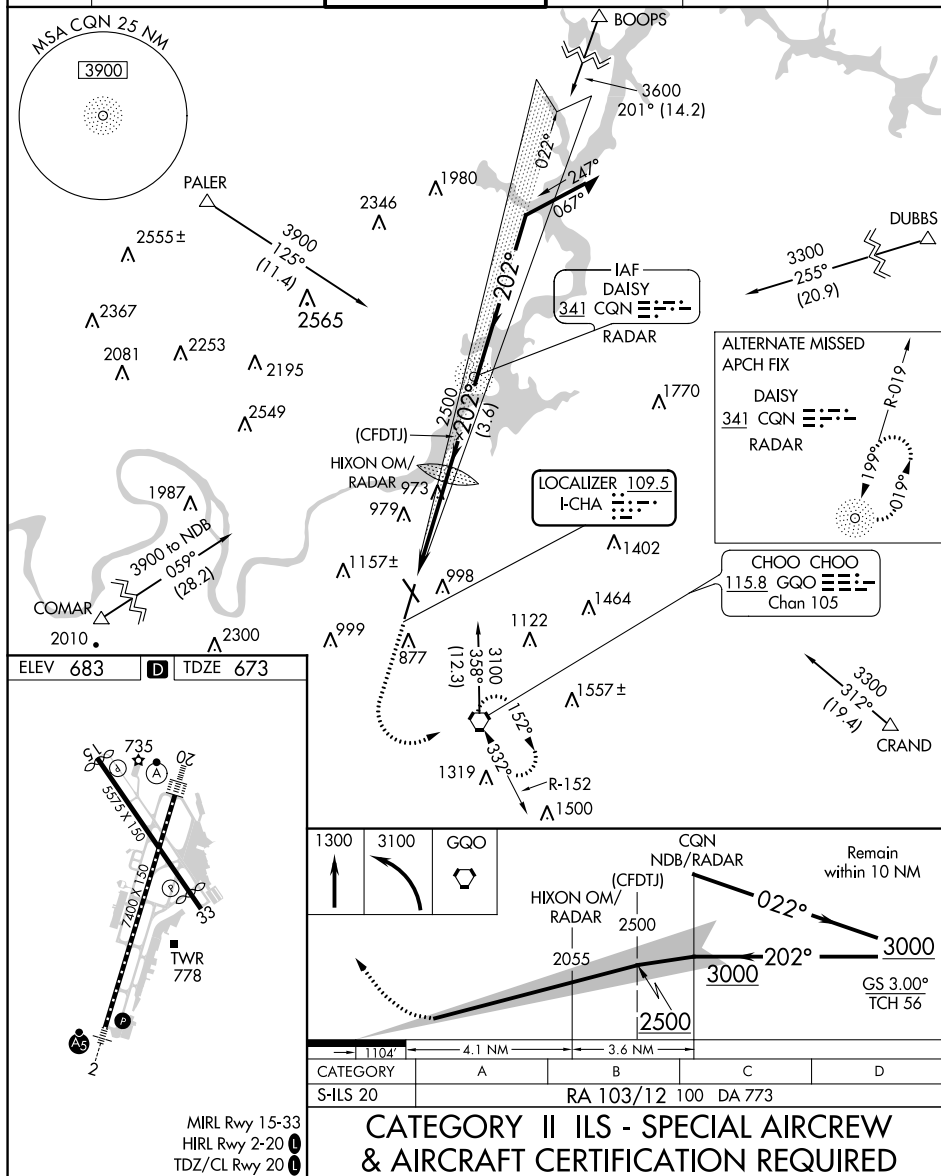 MSA CQN 25 NM
3900
BOOPS
3600
201° (14.2)
022°
247°
067°
1980
PALER
2346
3900
125°
(11.4)
2555±
2565
DUBBS
3300
255°
(20.9)
202°
IAF
DAISY
341 CQN
RADAR
2367
2081
2253
2195
2549
ALTERNATE MISSED
APCH FIX
DAISY
341 CQN
RADAR
R-019
199°
019°
1770
2500
202°
(3.6)
(CFDTJ)
HIXON OM/
RADAR
973
979
LOCALIZER 109.5
I-CHA
1987
3900 to NDB
059°
(28.2)
COMAR
2010
2300
1157±
998
999
877
1402
1464
1122
CHOO CHOO
115.8 GQO
Chan 105
3100
358°
(12.3)
1557±
152°
332°
R-152
1319
1500
3300
312°
(19.4)
CRAND
ELEV 683
D
TDZE 673
15
735
A
20
P
5575 X 150
7400 X 150
P
33
TWR
778
P
A5
2
MIRL Rwy 15-33
HIRL Rwy 2-20 L
TDZ/CL Rwy 20 L
1300
3100
GQO
CQN
NDB/RADAR
Remain
within 10 NM
HIXON OM/
RADAR
(CFDTJ)
2500
2055
022°
3000
202°
3000
2500
GS 3.00°
TCH 56
1104'
4.1 NM
3.6 NM
CATEGORY A B C D
S-ILS 20 RA 103/12 100 DA 773
CATEGORY II ILS - SPECIAL AIRCREW
& AIRCRAFT CERTIFICATION REQUIRED